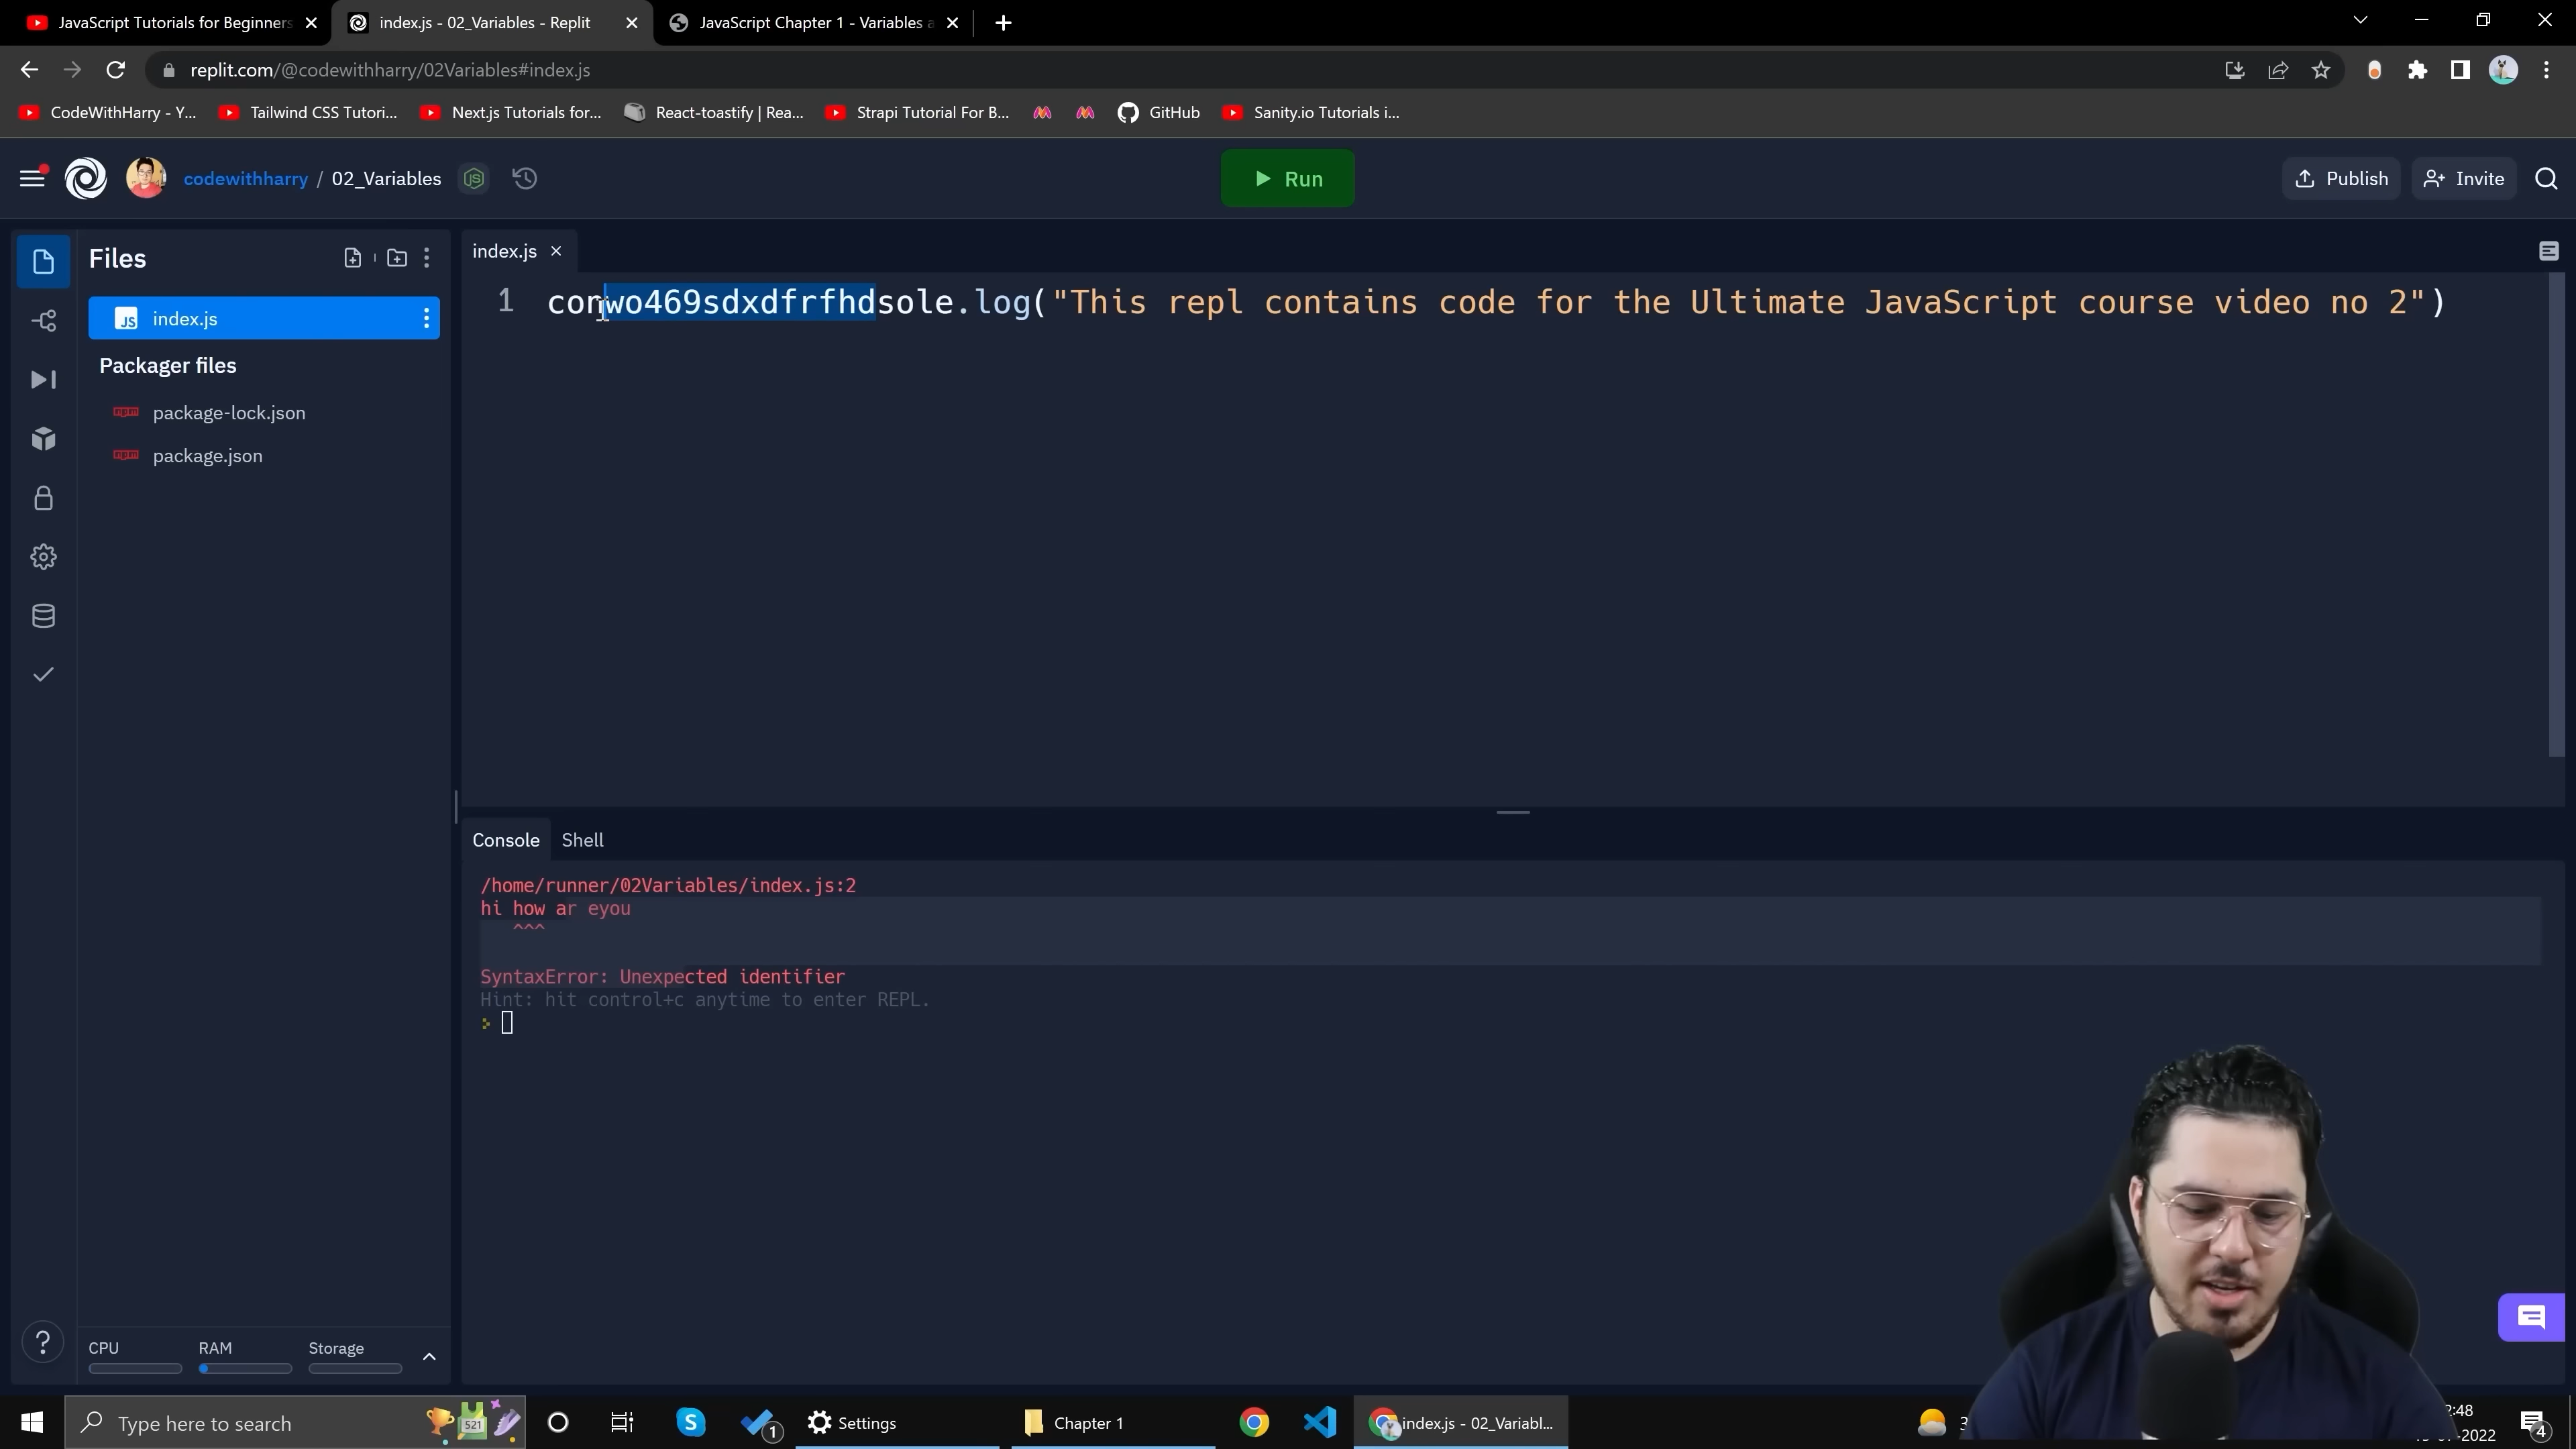 JavaScript Tutorials for Beginners
index.js - 02_Variables - Replit
JavaScript Chapter 1 - Variables a
replit.com/@codewithharry/02Variables#index.js
CodeWithHarry - Y...
Tailwind CSS Tutori...
Next.js Tutorials for...
React-toastify | Rea...
Strapi Tutorial For B...
GitHub
Sanity.io Tutorials i...
codewithharry / 02_Variables
Run
Publish
Invite
Files
index.js
index.js
Packager files
package-lock.json
package.json
1 conwo469sdxdfrfhdsole.log("This repl contains code for the Ultimate JavaScript course video no 2")
Console
Shell
/home/runner/02Variables/index.js:2
hi how ar eyou
^^^
SyntaxError: Unexpected identifier
Hint: hit control+c anytime to enter REPL.
CPU
RAM
Storage
Type here to search
521
1
Settings
Chapter 1
index.js - 02_Variabl...
:48
-2022
4